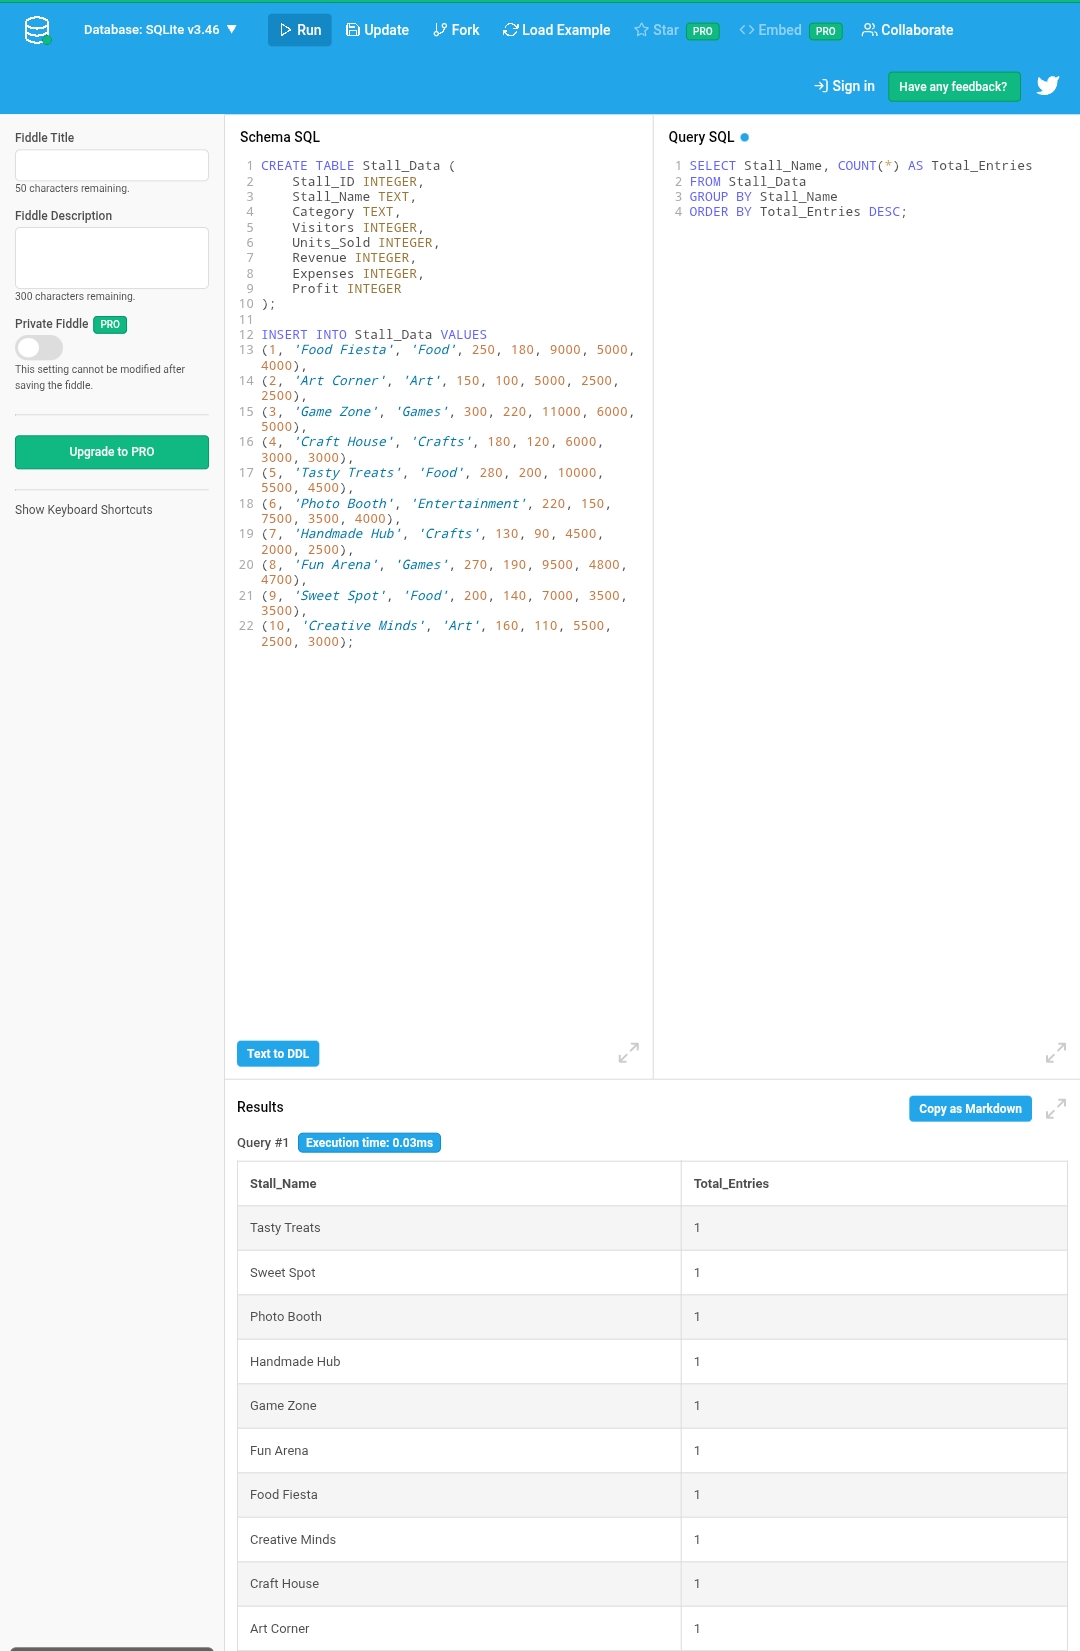 Database: SQLite v3.46 ▼
Run
Update
Fork
Load Example
Star PRO
Embed PRO
Collaborate
Sign in
Have any feedback?
Fiddle Title
50 characters remaining.
Fiddle Description
300 characters remaining.
Private Fiddle PRO
This setting cannot be modified after
saving the fiddle.
Upgrade to PRO
Show Keyboard Shortcuts
Schema SQL
1 CREATE TABLE Stall_Data (
2     Stall_ID INTEGER,
3     Stall_Name TEXT,
4     Category TEXT,
5     Visitors INTEGER,
6     Units_Sold INTEGER,
7     Revenue INTEGER,
8     Expenses INTEGER,
9     Profit INTEGER
10 );
11
12 INSERT INTO Stall_Data VALUES
13 (1, 'Food Fiesta', 'Food', 250, 180, 9000, 5000,
4000),
14 (2, 'Art Corner', 'Art', 150, 100, 5000, 2500,
2500),
15 (3, 'Game Zone', 'Games', 300, 220, 11000, 6000,
5000),
16 (4, 'Craft House', 'Crafts', 180, 120, 6000,
3000, 3000),
17 (5, 'Tasty Treats', 'Food', 280, 200, 10000,
5500, 4500),
18 (6, 'Photo Booth', 'Entertainment', 220, 150,
7500, 3500, 4000),
19 (7, 'Handmade Hub', 'Crafts', 130, 90, 4500,
2000, 2500),
20 (8, 'Fun Arena', 'Games', 270, 190, 9500, 4800,
4700),
21 (9, 'Sweet Spot', 'Food', 200, 140, 7000, 3500,
3500),
22 (10, 'Creative Minds', 'Art', 160, 110, 5500,
2500, 3000);
Text to DDL
Query SQL
1 SELECT Stall_Name, COUNT(*) AS Total_Entries
2 FROM Stall_Data
3 GROUP BY Stall_Name
4 ORDER BY Total_Entries DESC;
Results
Copy as Markdown
Query #1 Execution time: 0.03ms
Stall_Name Total_Entries
Tasty Treats 1
Sweet Spot 1
Photo Booth 1
Handmade Hub 1
Game Zone 1
Fun Arena 1
Food Fiesta 1
Creative Minds 1
Craft House 1
Art Corner 1